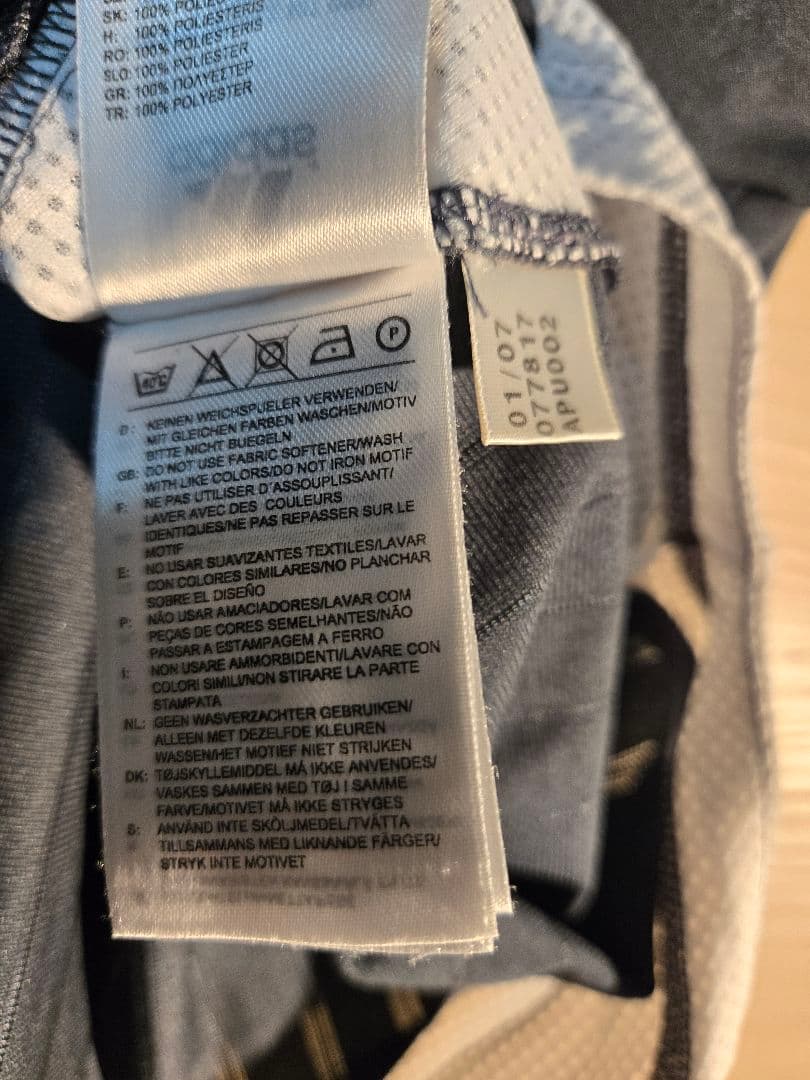 SK: 100% POLIESTER
H: 100% POLIESTERIS
RO: 100% POLIESTERIS
SLO: 100% POLIESTER
GR: 100% ΠΟΛΥΕΣΤΕΡ
TR: 100% POLYESTER
adidas
40°C
P
D: KEINEN WEICHSPUELER VERWENDEN/
MIT GLEICHEN FARBEN WASCHEN/MOTIV
BITTE NICHT BUEGELN
GB: DO NOT USE FABRIC SOFTENER/WASH
WITH LIKE COLORS/DO NOT IRON MOTIF
F: NE PAS UTILISER D'ASSOUPLISSANT/
LAVER AVEC DES COULEURS
IDENTIQUES/NE PAS REPASSER SUR LE
MOTIF
E: NO USAR SUAVIZANTES TEXTILES/LAVAR
CON COLORES SIMILARES/NO PLANCHAR
SOBRE EL DISEÑO
P: NÃO USAR AMACIADORES/LAVAR COM
PEÇAS DE CORES SEMELHANTES/NÃO
PASSAR A ESTAMPAGEM A FERRO
I: NON USARE AMMORBIDENTI/LAVARE CON
COLORI SIMILI/NON STIRARE LA PARTE
STAMPATA
NL: GEEN WASVERZACHTER GEBRUIKEN/
ALLEEN MET DEZELFDE KLEUREN
WASSEN/HET MOTIEF NIET STRIJKEN
DK: TØJSKYLLEMIDDEL MÅ IKKE ANVENDES/
VASKES SAMMEN MED TØJ I SAMME
FARVE/MOTIVET MÅ IKKE STRYGES
S: ANVÄND INTE SKÖLJMEDEL/TVÄTTA
TILLSAMMANS MED LIKNANDE FÄRGER/
STRYK INTE MOTIVET
01/07
077817
APU002